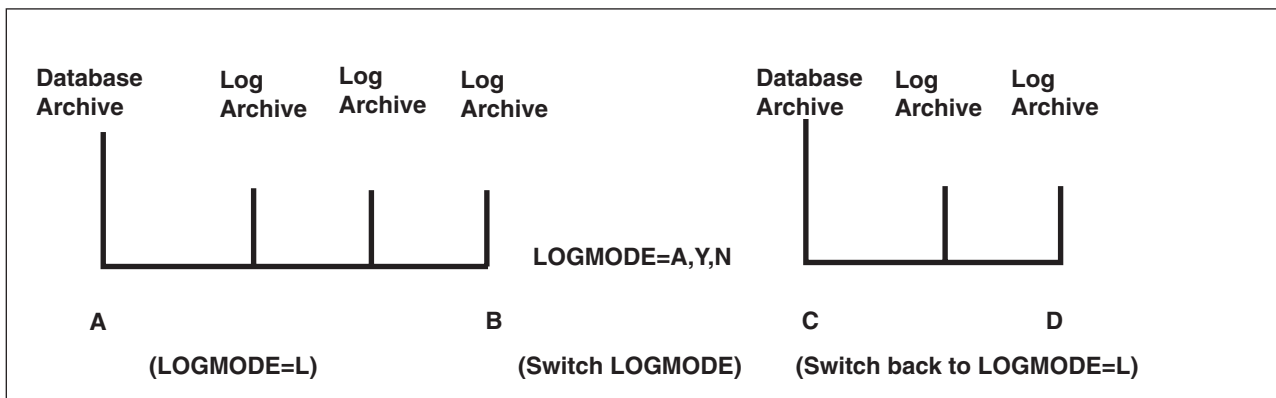 Database
Archive
Log
Archive
Log
Archive
Log
Archive
Database
Archive
Log
Archive
Log
Archive
LOGMODE=A,Y,N
A
B
C
D
(LOGMODE=L)
(Switch LOGMODE)
(Switch back to LOGMODE=L)